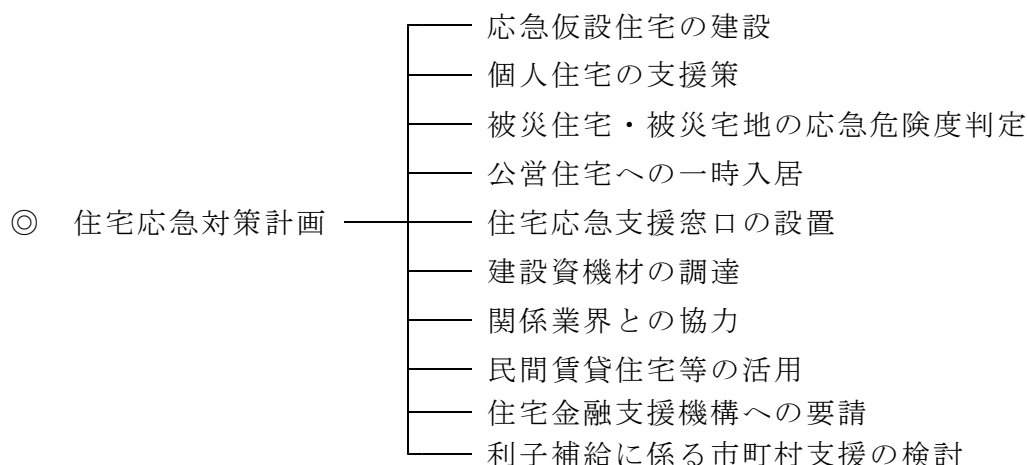 応急仮設住宅の建設
個人住宅の支援策
被災住宅・被災宅地の応急危険度判定
公営住宅への一時入居
◎ 住宅応急対策計画
住宅応急支援窓口の設置
建設資機材の調達
関係業界との協力
民間賃貸住宅等の活用
住宅金融支援機構への要請
利子補給に係る市町村支援の検討